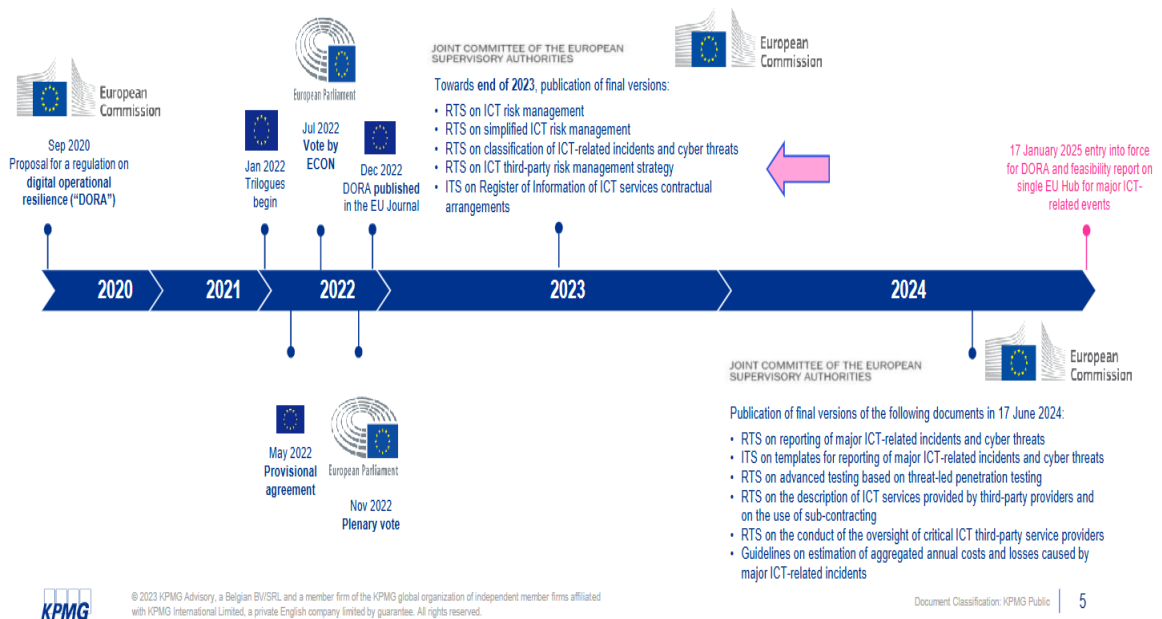 European
Commission
Sep 2020
Proposal for a regulation on
digital operational
resilience (“DORA”)
Jan 2022
Trilogues
begin
European Parliament
Jul 2022
Vote by
ECON
Dec 2022
DORA published
in the EU Journal
JOINT COMMITTEE OF THE EUROPEAN
SUPERVISORY AUTHORITIES
European
Commission
Towards end of 2023, publication of final versions:
• RTS on ICT risk management
• RTS on simplified ICT risk management
• RTS on classification of ICT-related incidents and cyber threats
• RTS on ICT third-party risk management strategy
• ITS on Register of Information of ICT services contractual
arrangements
17 January 2025 entry into force
for DORA and feasibility report on
single EU Hub for major ICT-
related events
2020
2021
2022
2023
2024
May 2022
Provisional
agreement
European Parliament
Nov 2022
Plenary vote
JOINT COMMITTEE OF THE EUROPEAN
SUPERVISORY AUTHORITIES
European
Commission
Publication of final versions of the following documents in 17 June 2024:
• RTS on reporting of major ICT-related incidents and cyber threats
• ITS on templates for reporting of major ICT-related incidents and cyber threats
• RTS on advanced testing based on threat-led penetration testing
• RTS on the description of ICT services provided by third-party providers and
on the use of sub-contracting
• RTS on the conduct of the oversight of critical ICT third-party service providers
• Guidelines on estimation of aggregated annual costs and losses caused by
major ICT-related incidents
KPMG
© 2023 KPMG Advisory, a Belgian BV/SRL and a member firm of the KPMG global organization of independent member firms affiliated
with KPMG International Limited, a private English company limited by guarantee. All rights reserved.
Document Classification: KPMG Public
5